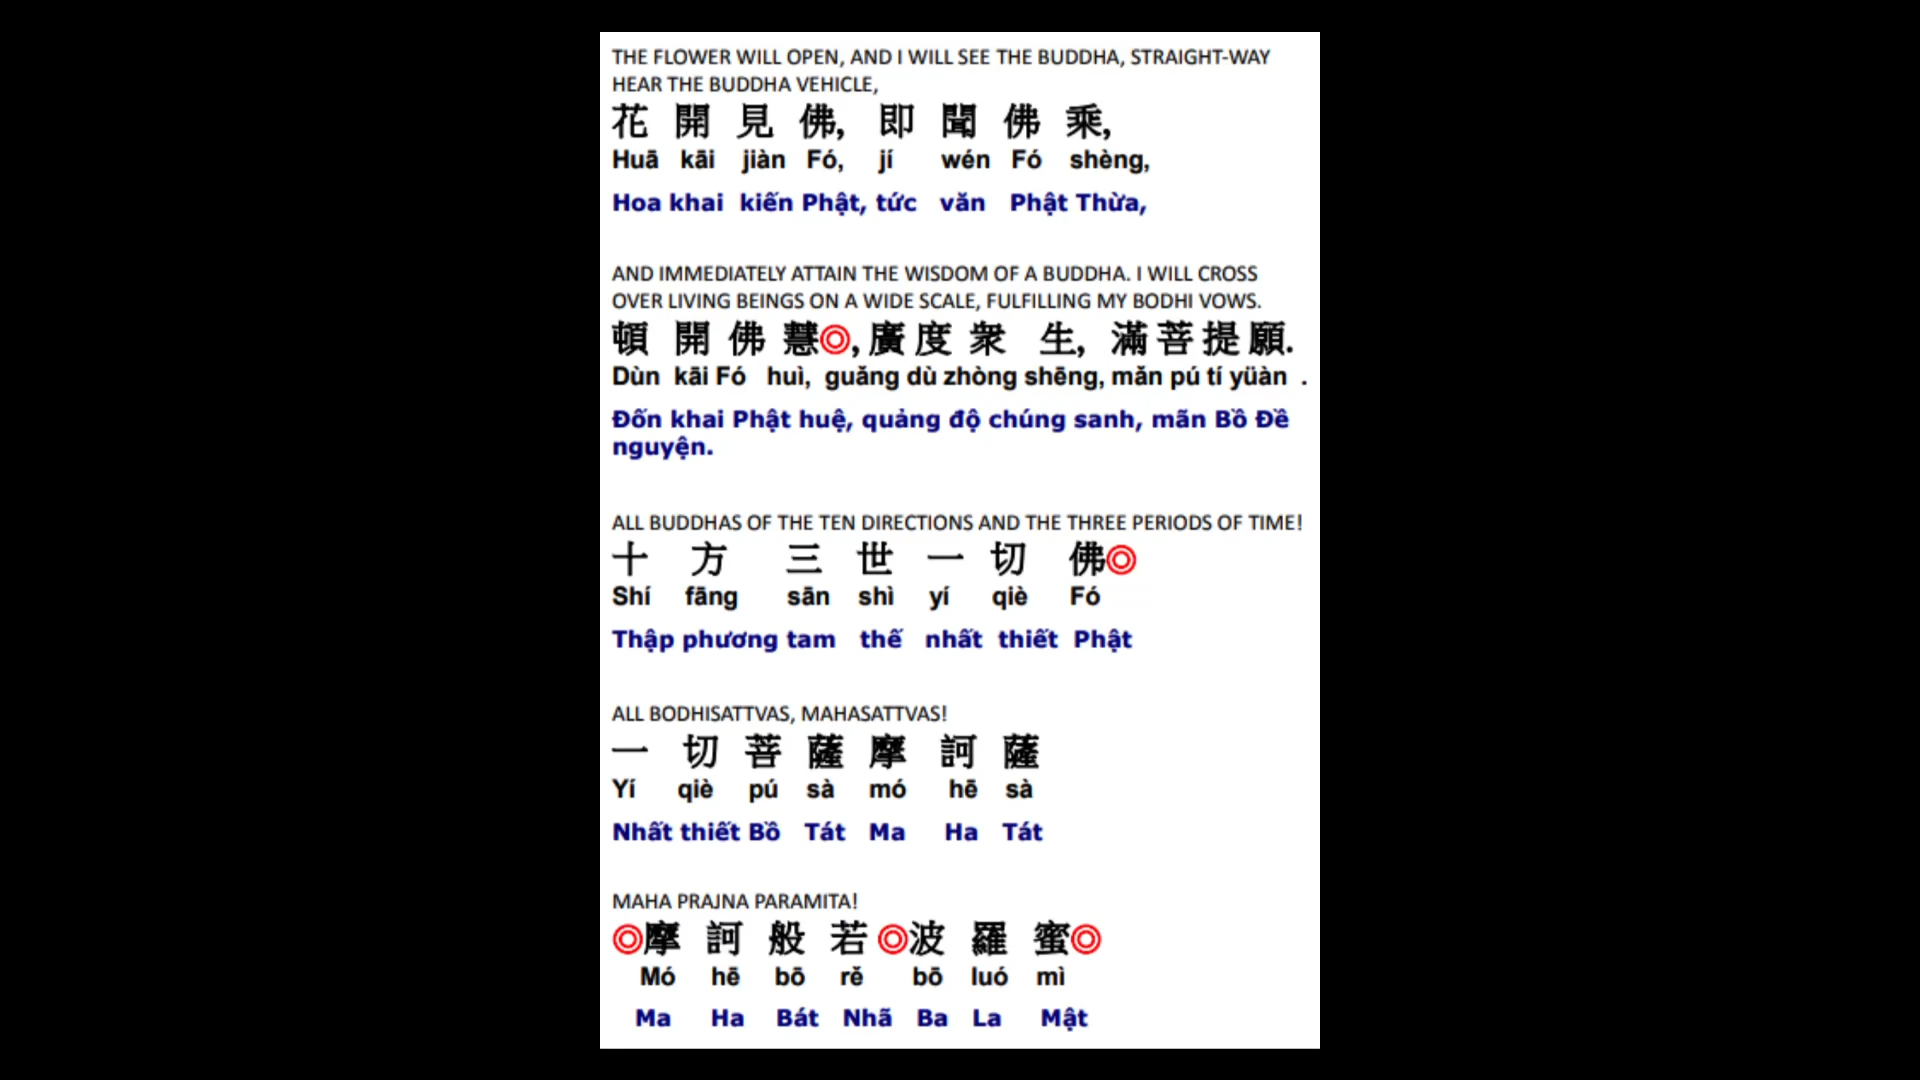 THE FLOWER WILL OPEN, AND I WILL SEE THE BUDDHA, STRAIGHT-WAY
HEAR THE BUDDHA VEHICLE,
花 開 見 佛, 即 聞 佛 乘,
Huā kāi jiàn Fó, jí wén Fó shèng,
Hoa khai kiến Phật, tức văn Phật Thừa,
AND IMMEDIATELY ATTAIN THE WISDOM OF A BUDDHA. I WILL CROSS
OVER LIVING BEINGS ON A WIDE SCALE, FULFILLING MY BODHI VOWS.
頓 開 佛 慧◎, 廣 度 衆 生, 滿 菩 提 願.
Dùn kāi Fó huì, guǎng dù zhòng shēng, mǎn pú tí yüàn .
Đốn khai Phật huệ, quảng độ chúng sanh, mãn Bồ Đề
nguyện.
ALL BUDDHAS OF THE TEN DIRECTIONS AND THE THREE PERIODS OF TIME!
十 方 三 世 一 切 佛◎
Shí fāng sān shì yí qiè Fó
Thập phương tam thế nhất thiết Phật
ALL BODHISATTVAS, MAHASATTVAS!
一 切 菩 薩 摩 訶 薩
Yí qiè pú sà mó hē sà
Nhất thiết Bồ Tát Ma Ha Tát
MAHA PRAJNA PARAMITA!
◎摩 訶 般 若 ◎波 羅 蜜◎
Mó hē bō rě bō luó mì
Ma Ha Bát Nhã Ba La Mật